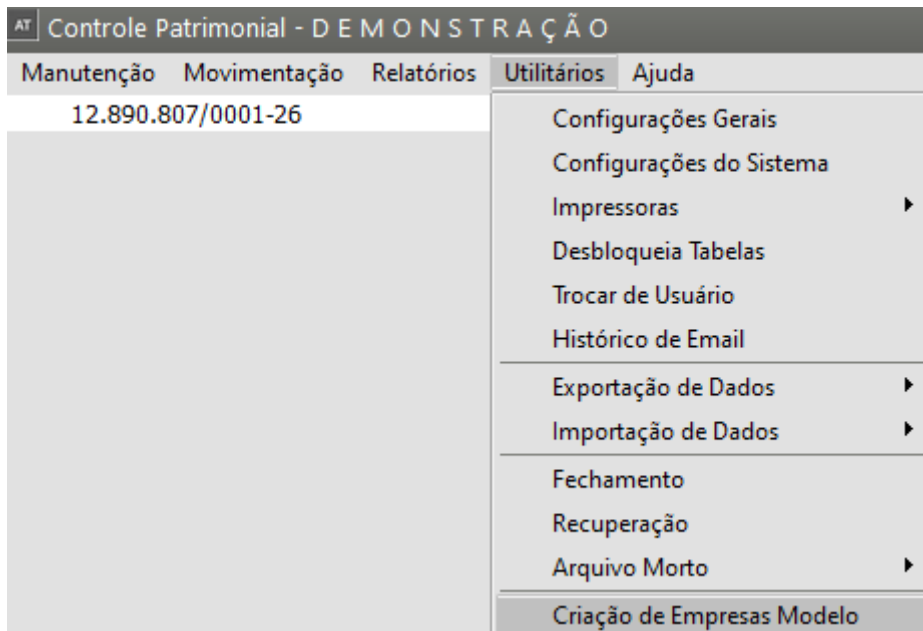 AT Controle Patrimonial - D E M O N S T R A Ç Ã O
Manutenção Movimentação Relatórios Utilitários Ajuda
12.890.807/0001-26
Configurações Gerais
Configurações do Sistema
Impressoras
Desbloqueia Tabelas
Trocar de Usuário
Histórico de Email
Exportação de Dados
Importação de Dados
Fechamento
Recuperação
Arquivo Morto
Criação de Empresas Modelo